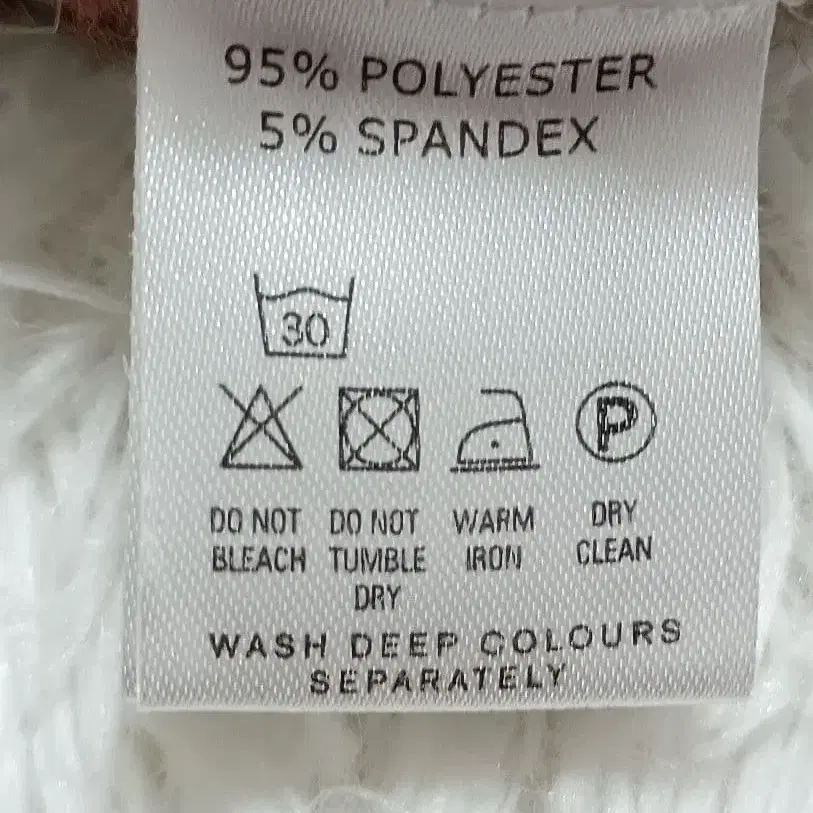 95% POLYESTER
5% SPANDEX
30
P
DO NOT BLEACH
DO NOT TUMBLE DRY
WARM IRON
DRY CLEAN
WASH DEEP COLOURS
SEPARATELY